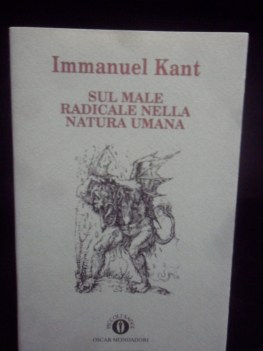 Immanuel Kant
SUL MALE
RADICALE NELLA
NATURA UMANA
OSCAR MONDADORI